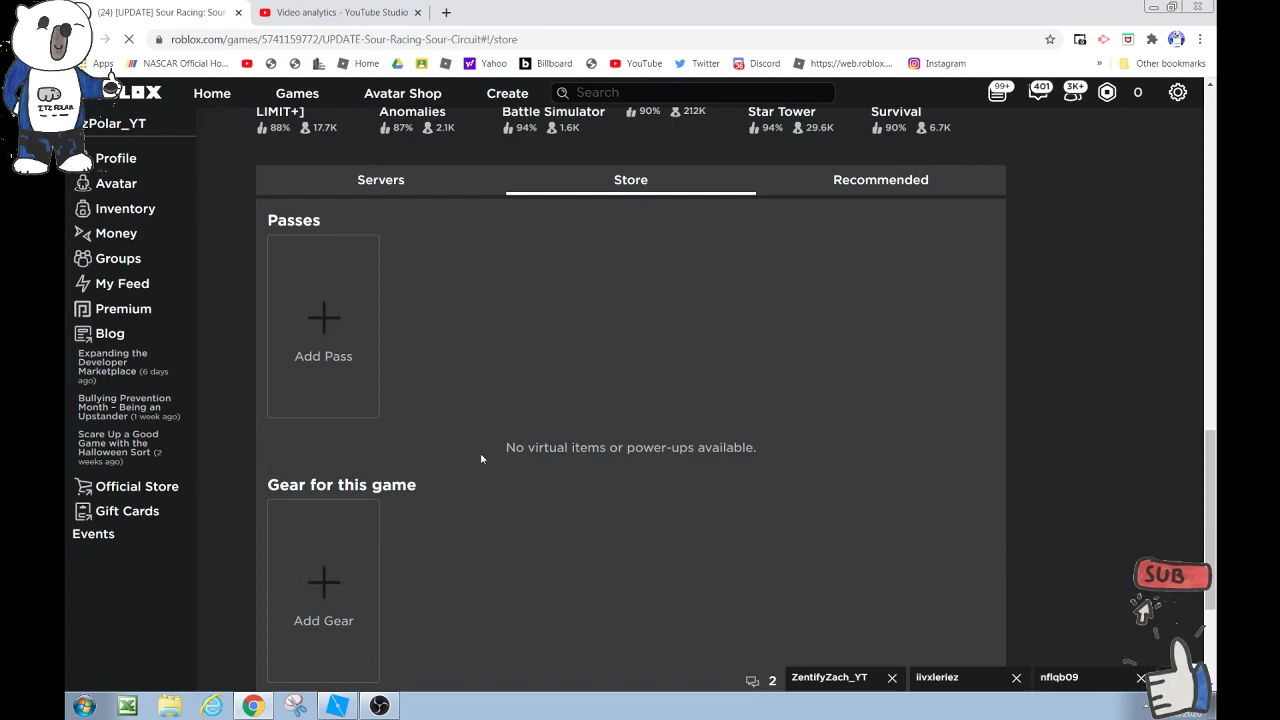 (24) [UPDATE] Sour Racing: Sour
Video analytics - YouTube Studio
roblox.com/games/5741159772/UPDATE-Sour-Racing-Sour-Circuit#!/store
Apps
NASCAR Official Ho...
Home
Yahoo
Billboard
YouTube
Twitter
Discord
https://web.roblox...
Instagram
»
Other bookmarks
ITZ POLAR
BLOX
Home
Games
Avatar Shop
Create
Search
99+
401
3K+
0
zPolar_YT
LIMIT+]
Anomalies
Battle Simulator
90% 212K
Star Tower
Survival
88% 17.7K
87% 2.1K
94% 1.6K
94% 29.6K
90% 6.7K
Profile
Avatar
Inventory
Money
Groups
My Feed
Premium
Blog
Expanding the
Developer
Marketplace (6 days
ago)
Bullying Prevention
Month – Being an
Upstander (1 week ago)
Scare Up a Good
Game with the
Halloween Sort (2
weeks ago)
Official Store
Gift Cards
Events
Servers
Store
Recommended
Passes
Add Pass
No virtual items or power-ups available.
Gear for this game
Add Gear
SUB
2
ZentifyZach_YT
iivxleriez
nflqb09